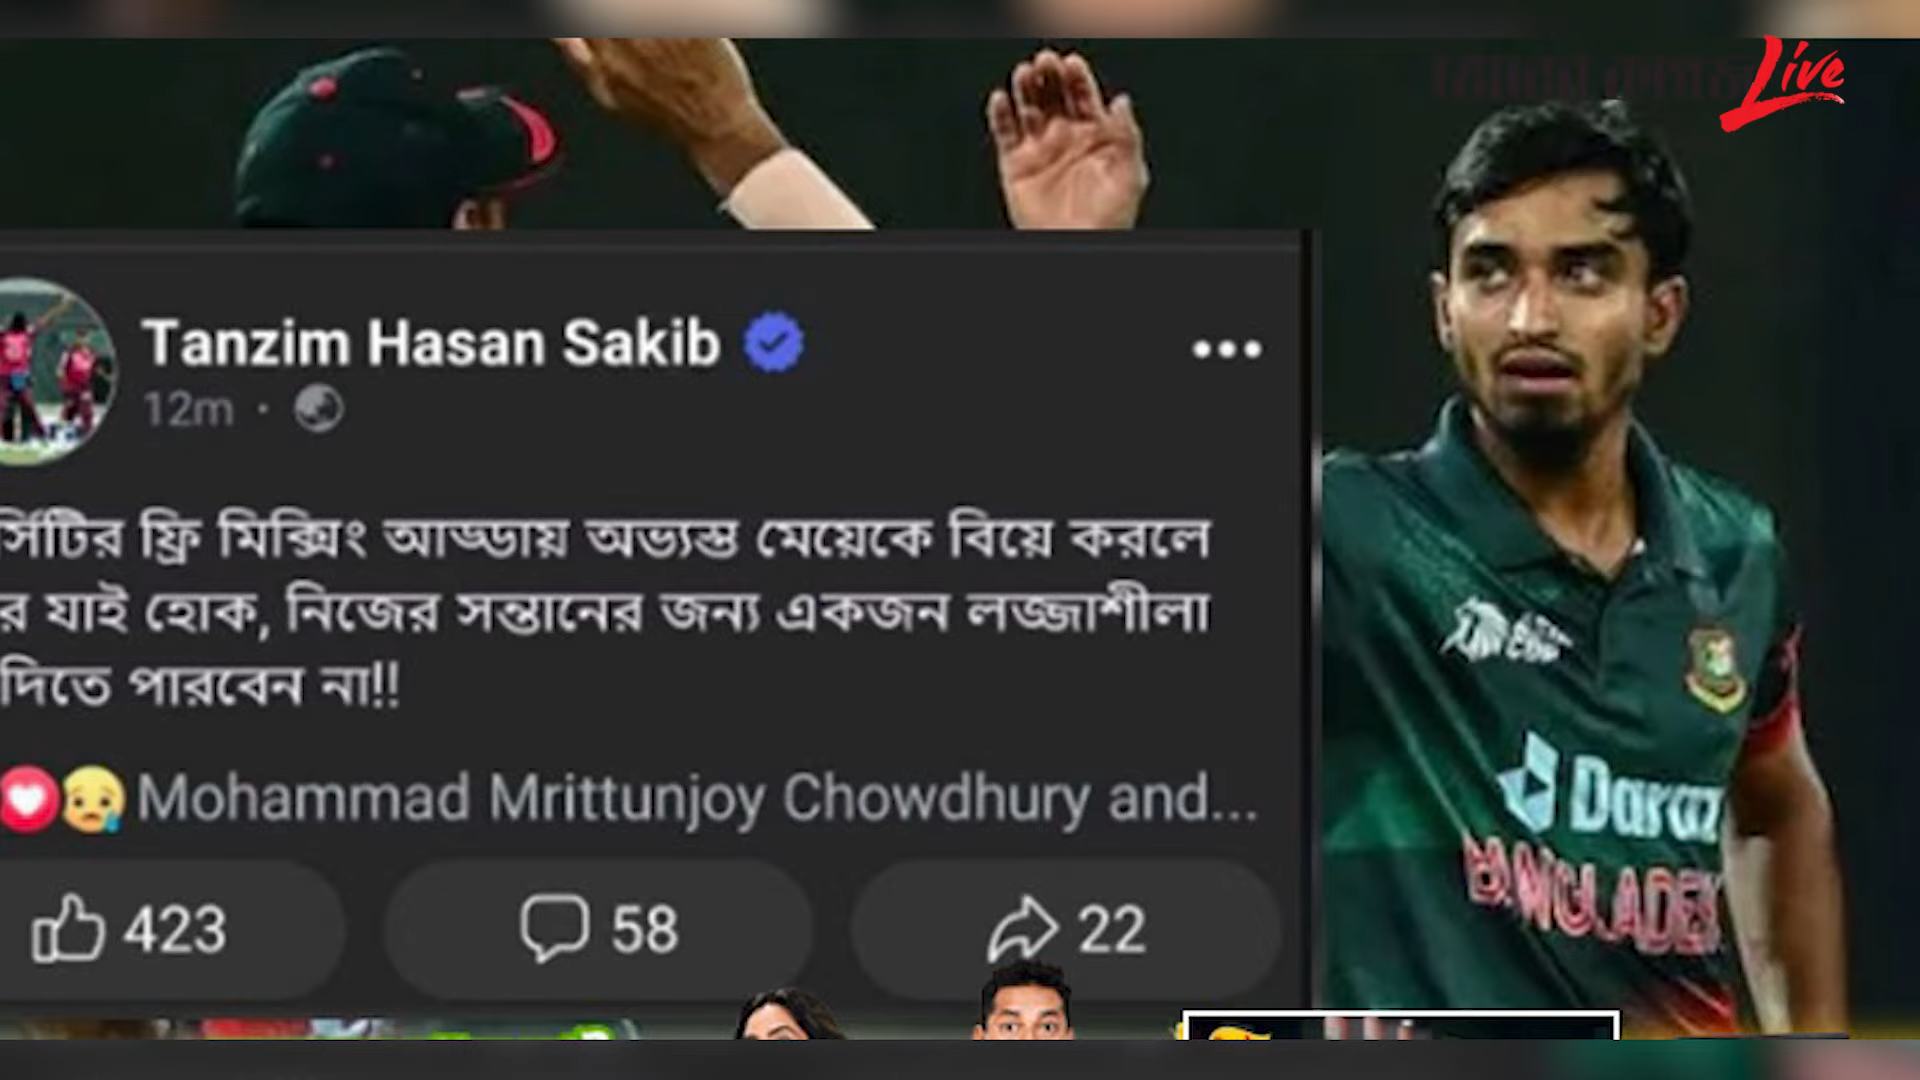 Live
Tanzim Hasan Sakib
12m
র্সিটির ফ্রি মিক্সিং আড্ডায় অভ্যস্ত মেয়েকে বিয়ে করলে
র যাই হোক, নিজের সন্তানের জন্য একজন লজ্জাশীলা
দিতে পারবেন না!!
Mohammad Mrittunjoy Chowdhury and...
423 58 22
Daraz
BANGLADESH